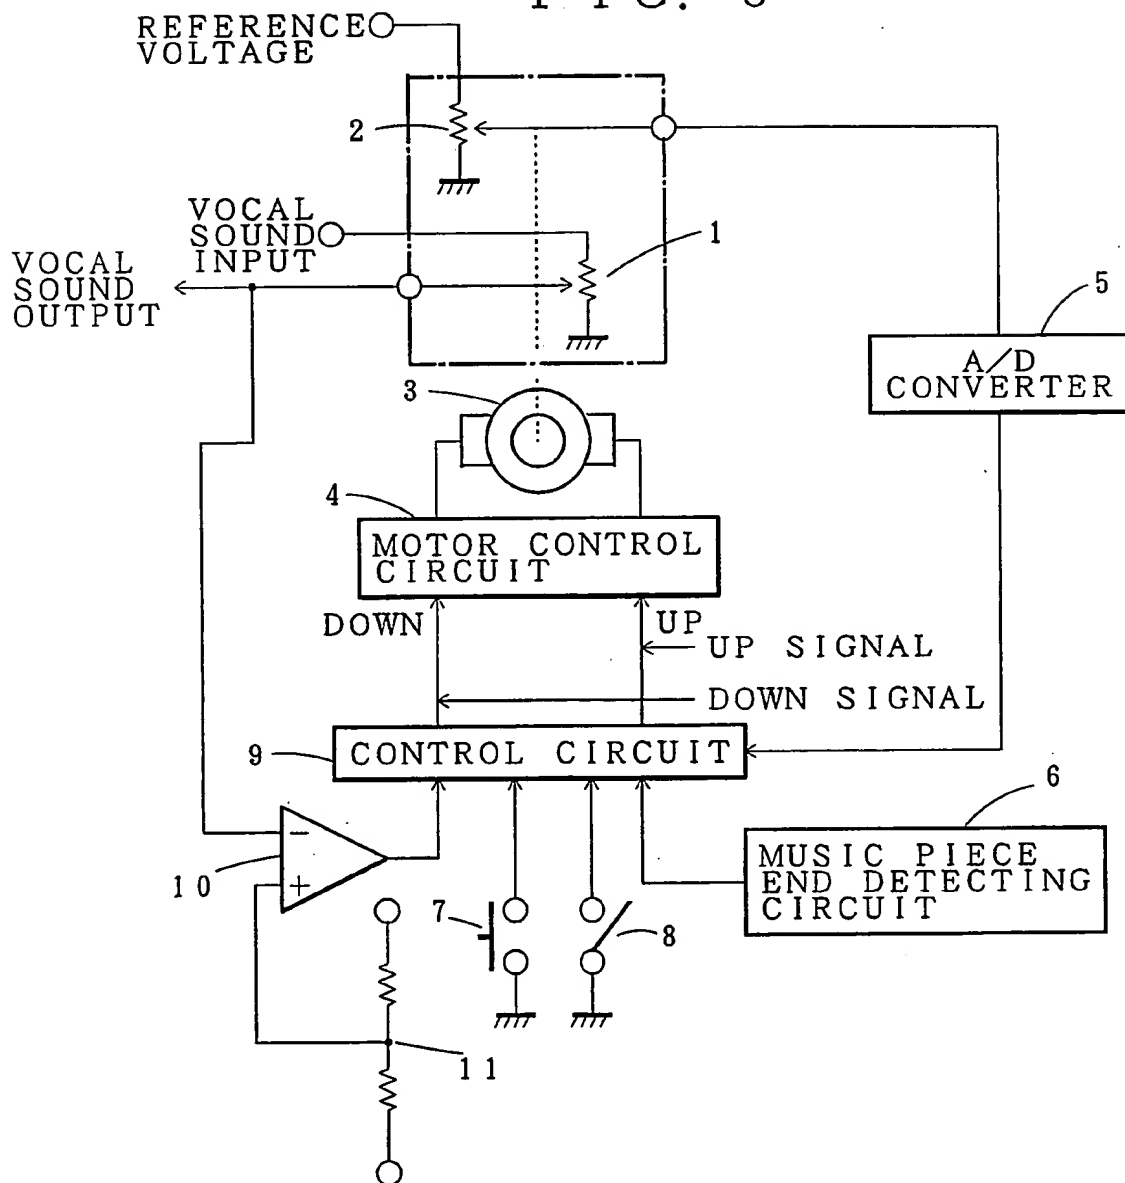 REFERENCE
VOLTAGE
2
VOCAL
SOUND
INPUT
1
VOCAL
SOUND
OUTPUT
5
A/D
CONVERTER
3
4
MOTOR CONTROL
CIRCUIT
DOWN
UP
UP SIGNAL
DOWN SIGNAL
9
CONTROL CIRCUIT
6
MUSIC PIECE
END DETECTING
CIRCUIT
−
+
10
7
8
11